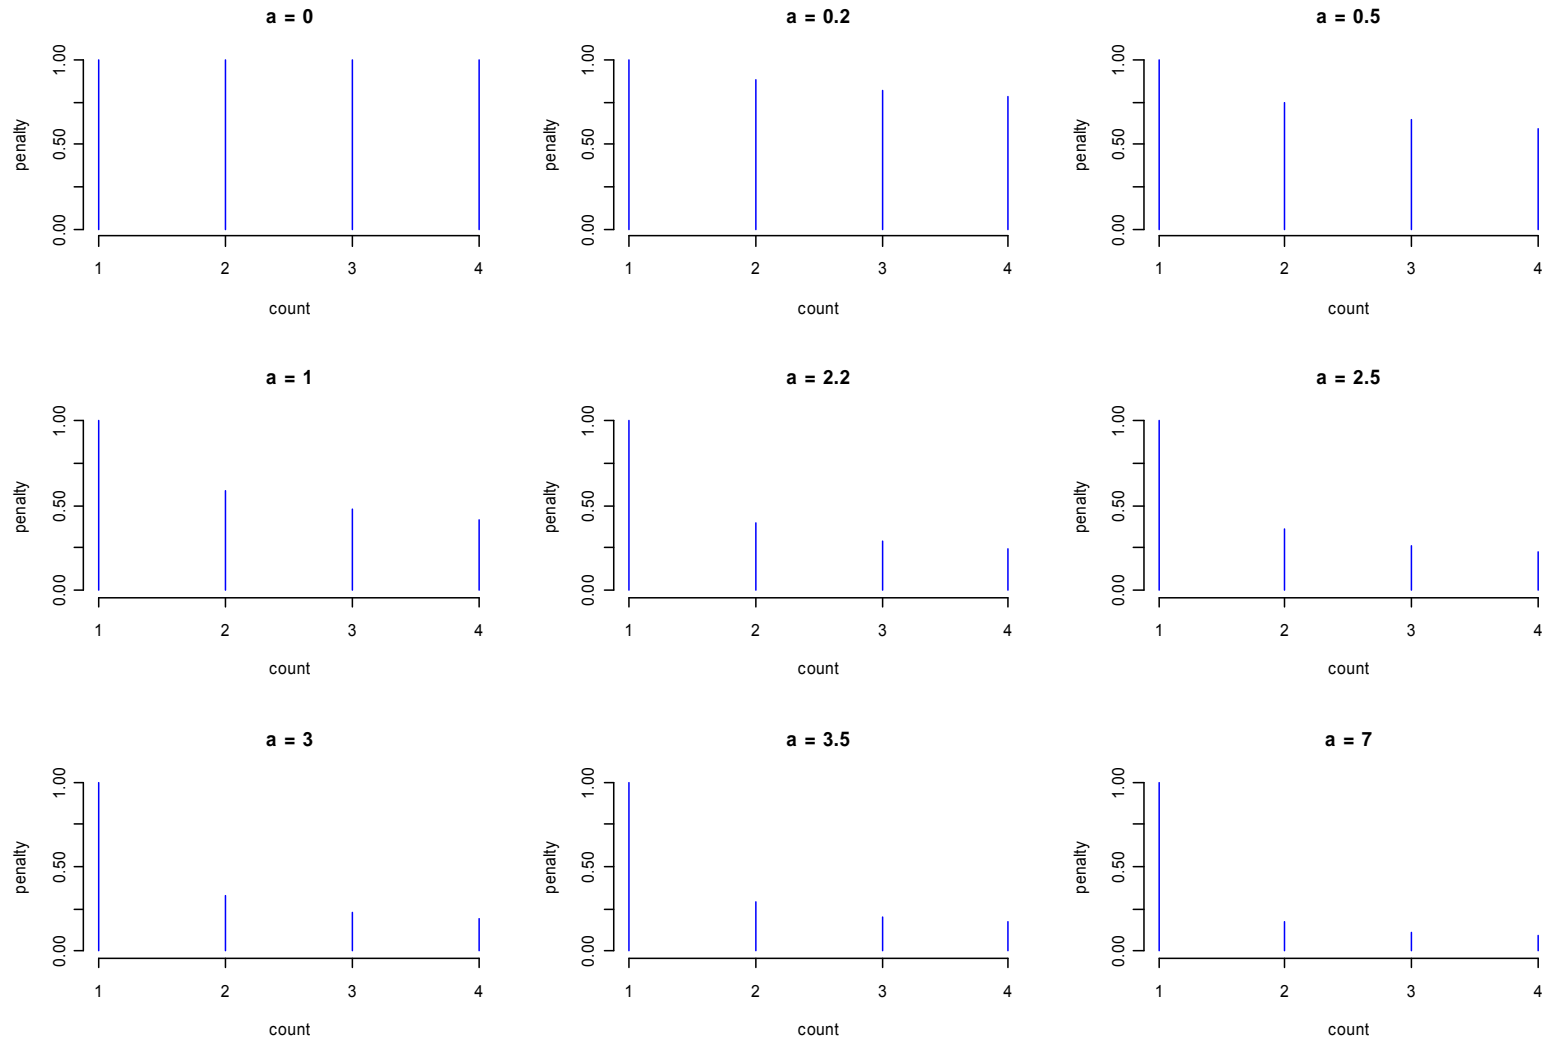 a = 0
penalty
1.00
0.50
0.00
1 2 3 4
count
a = 0.2
penalty
1.00
0.50
0.00
1 2 3 4
count
a = 0.5
penalty
1.00
0.50
0.00
1 2 3 4
count
a = 1
penalty
1.00
0.50
0.00
1 2 3 4
count
a = 2.2
penalty
1.00
0.50
0.00
1 2 3 4
count
a = 2.5
penalty
1.00
0.50
0.00
1 2 3 4
count
a = 3
penalty
1.00
0.50
0.00
1 2 3 4
count
a = 3.5
penalty
1.00
0.50
0.00
1 2 3 4
count
a = 7
penalty
1.00
0.50
0.00
1 2 3 4
count